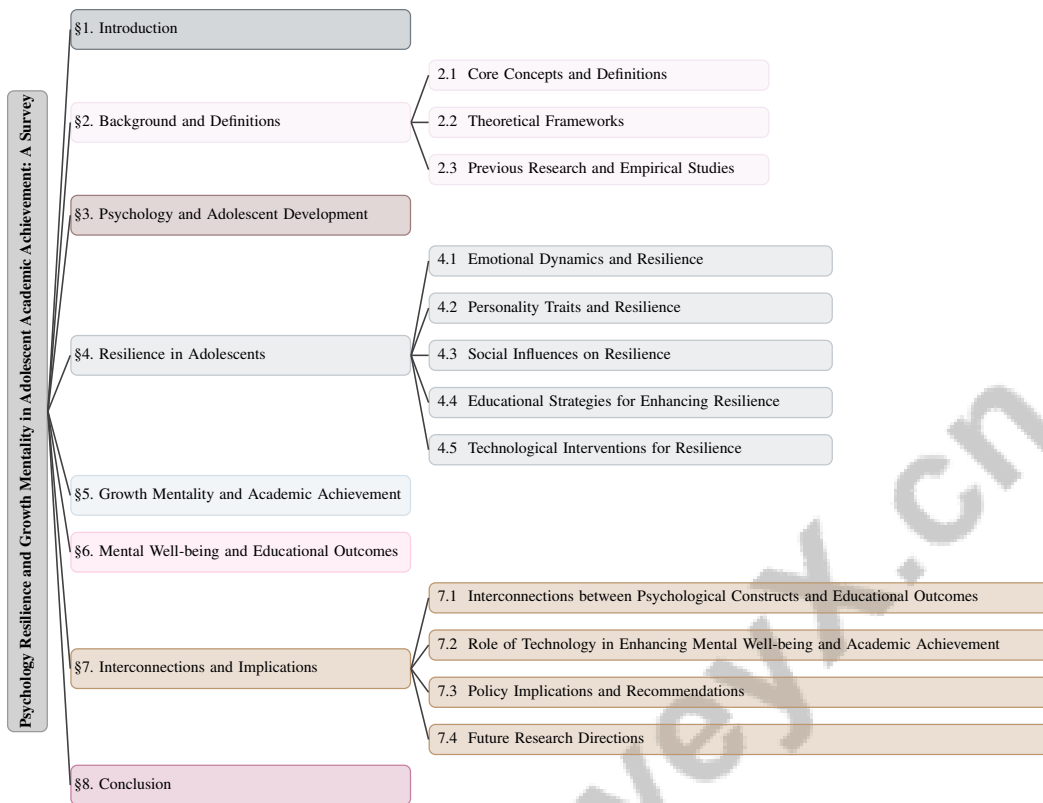 Psychology Resilience and Growth Mentality in Adolescent Academic Achievement: A Survey
§1. Introduction
§2. Background and Definitions
2.1 Core Concepts and Definitions
2.2 Theoretical Frameworks
2.3 Previous Research and Empirical Studies
§3. Psychology and Adolescent Development
§4. Resilience in Adolescents
4.1 Emotional Dynamics and Resilience
4.2 Personality Traits and Resilience
4.3 Social Influences on Resilience
4.4 Educational Strategies for Enhancing Resilience
4.5 Technological Interventions for Resilience
§5. Growth Mentality and Academic Achievement
§6. Mental Well-being and Educational Outcomes
§7. Interconnections and Implications
7.1 Interconnections between Psychological Constructs and Educational Outcomes
7.2 Role of Technology in Enhancing Mental Well-being and Academic Achievement
7.3 Policy Implications and Recommendations
7.4 Future Research Directions
§8. Conclusion